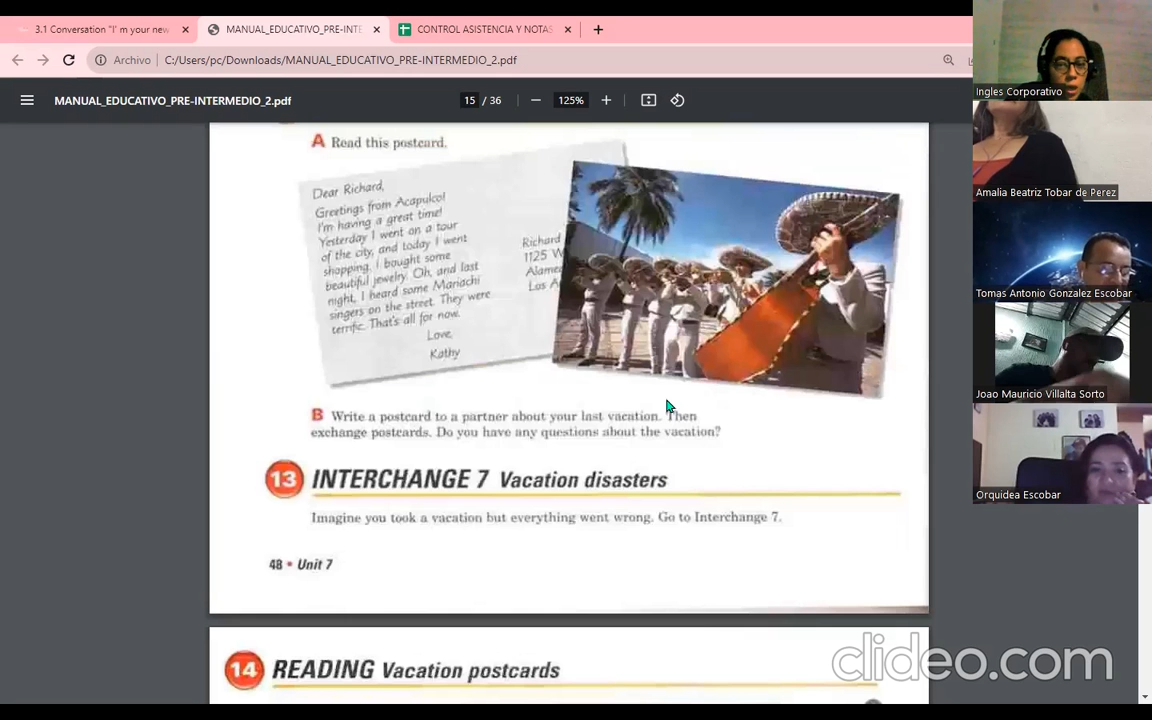 3.1 Conversation "I' m your new
MANUAL_EDUCATIVO_PRE-INTE
CONTROL ASISTENCIA Y NOTAS
Archivo
C:/Users/pc/Downloads/MANUAL_EDUCATIVO_PRE-INTERMEDIO_2.pdf
MANUAL_EDUCATIVO_PRE-INTERMEDIO_2.pdf
15 / 36
125%
A Read this postcard.
Dear Richard,
Greetings from Acapulco!
I'm having a great time!
Yesterday I went on a tour
of the city, and today I went
shopping. I bought some
beautiful jewelry. Oh, and last
night, I heard some Mariachi
singers on the street. They were
terrific. That's all for now.
Love,
Kathy
Richard
1125 W
Alame
Los A
B Write a postcard to a partner about your last vacation. Then
exchange postcards. Do you have any questions about the vacation?
13 INTERCHANGE 7 Vacation disasters
Imagine you took a vacation but everything went wrong. Go to Interchange 7.
48 • Unit 7
14 READING Vacation postcards
Ingles Corporativo
Amalia Beatriz Tobar de Perez
Tomas Antonio Gonzalez Escobar
Joao Mauricio Villalta Sorto
Orquidea Escobar
clideo.com